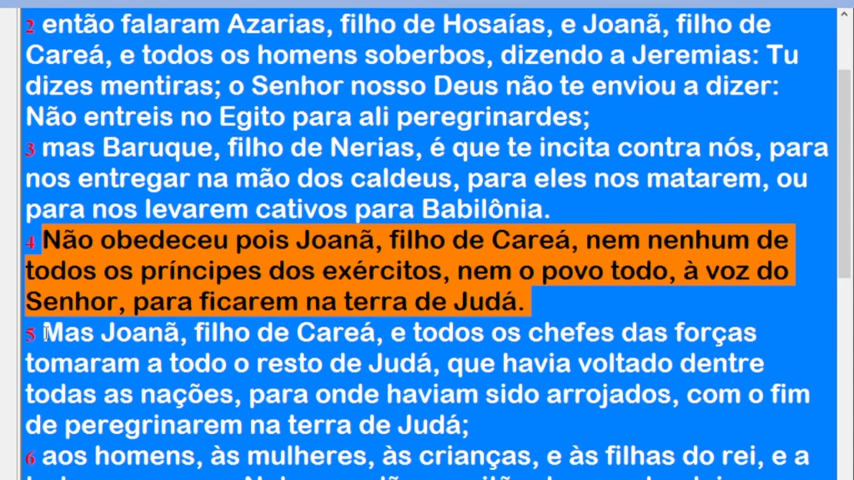 2 então falaram Azarias, filho de Hosaías, e Joanã, filho de
Careá, e todos os homens soberbos, dizendo a Jeremias: Tu
dizes mentiras; o Senhor nosso Deus não te enviou a dizer:
Não entreis no Egito para ali peregrinardes;
3 mas Baruque, filho de Nerias, é que te incita contra nós, para
nos entregar na mão dos caldeus, para eles nos matarem, ou
para nos levarem cativos para Babilônia.
4 Não obedeceu pois Joanã, filho de Careá, nem nenhum de
todos os príncipes dos exércitos, nem o povo todo, à voz do
Senhor, para ficarem na terra de Judá.
5 Mas Joanã, filho de Careá, e todos os chefes das forças
tomaram a todo o resto de Judá, que havia voltado dentre
todas as nações, para onde haviam sido arrojados, com o fim
de peregrinarem na terra de Judá;
6 aos homens, às mulheres, às crianças, e às filhas do rei, e a